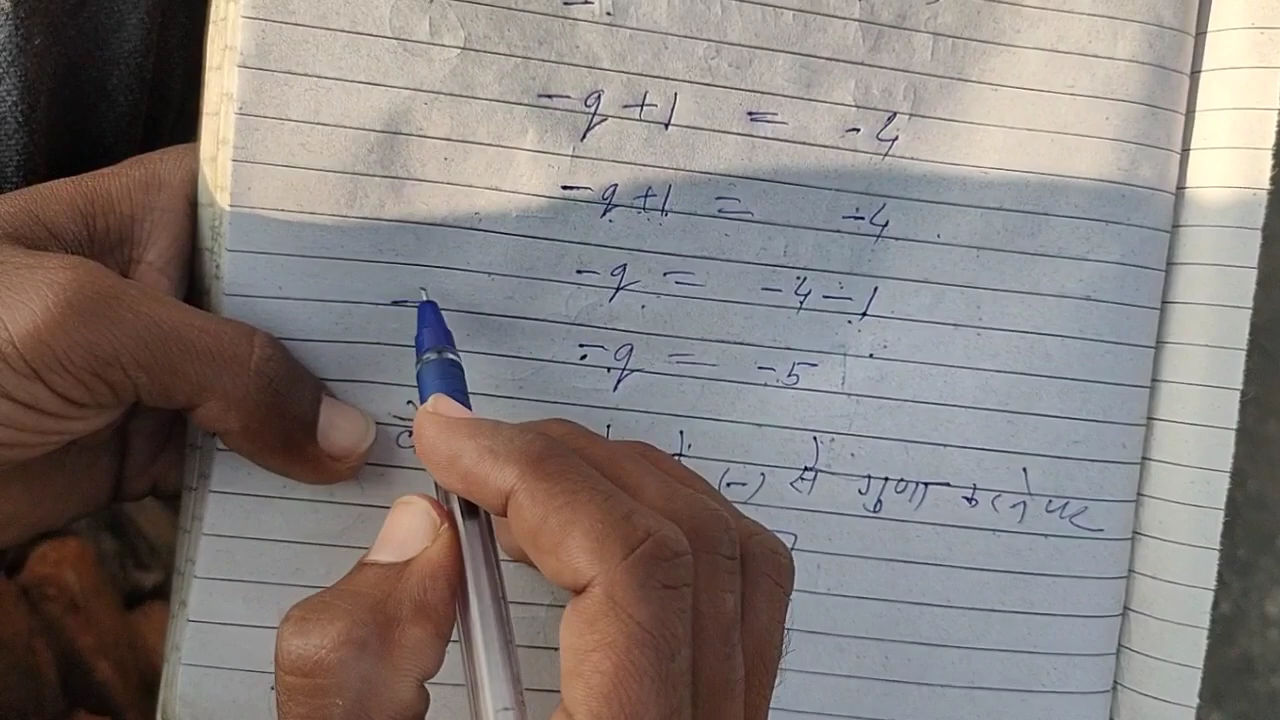 -q +1 = -4
-q +1 = -4
-q = -4 -1
-q = -5
(-) से गुणा करने पर